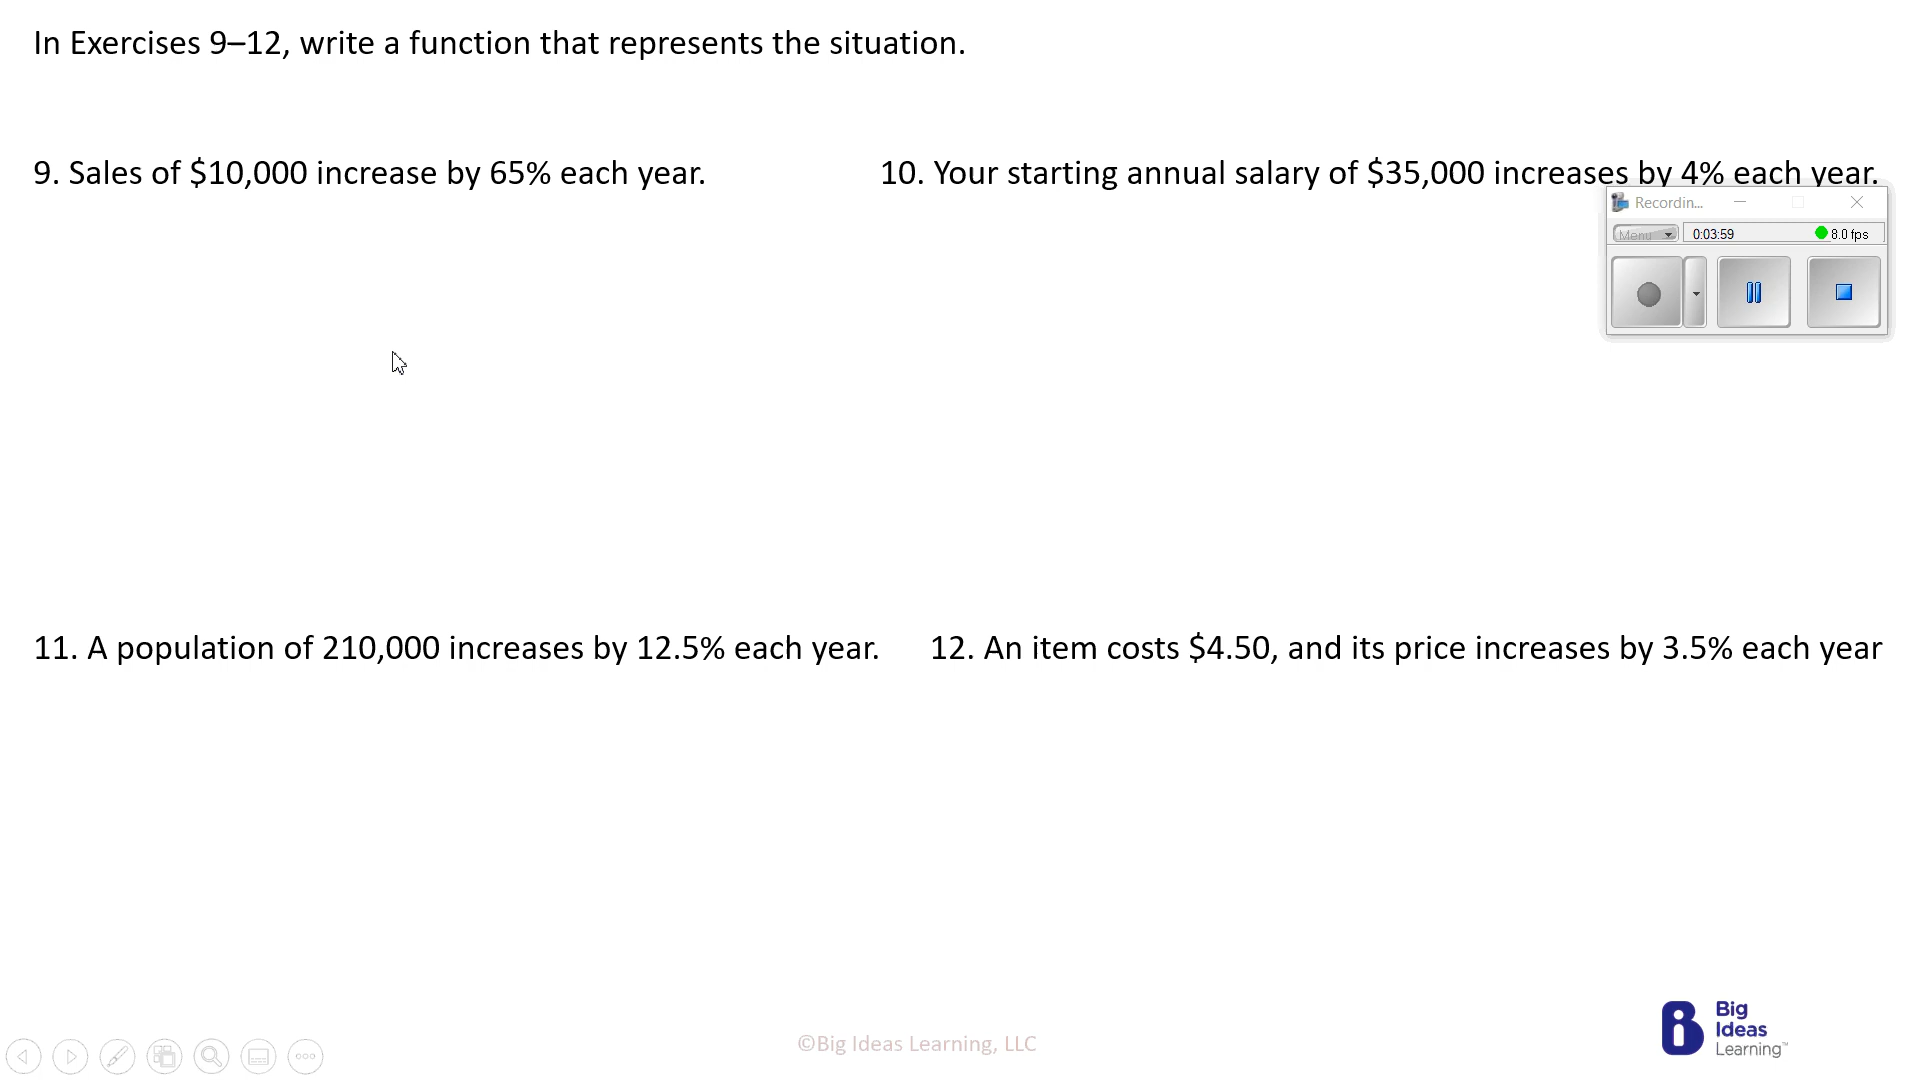 In Exercises 9–12, write a function that represents the situation.
9. Sales of $10,000 increase by 65% each year.
10. Your starting annual salary of $35,000 increases by 4% each year.
Recordin...
Menu
0:03:59
8.0 fps
11. A population of 210,000 increases by 12.5% each year.
12. An item costs $4.50, and its price increases by 3.5% each year
©Big Ideas Learning, LLC
Big
Ideas
Learning™